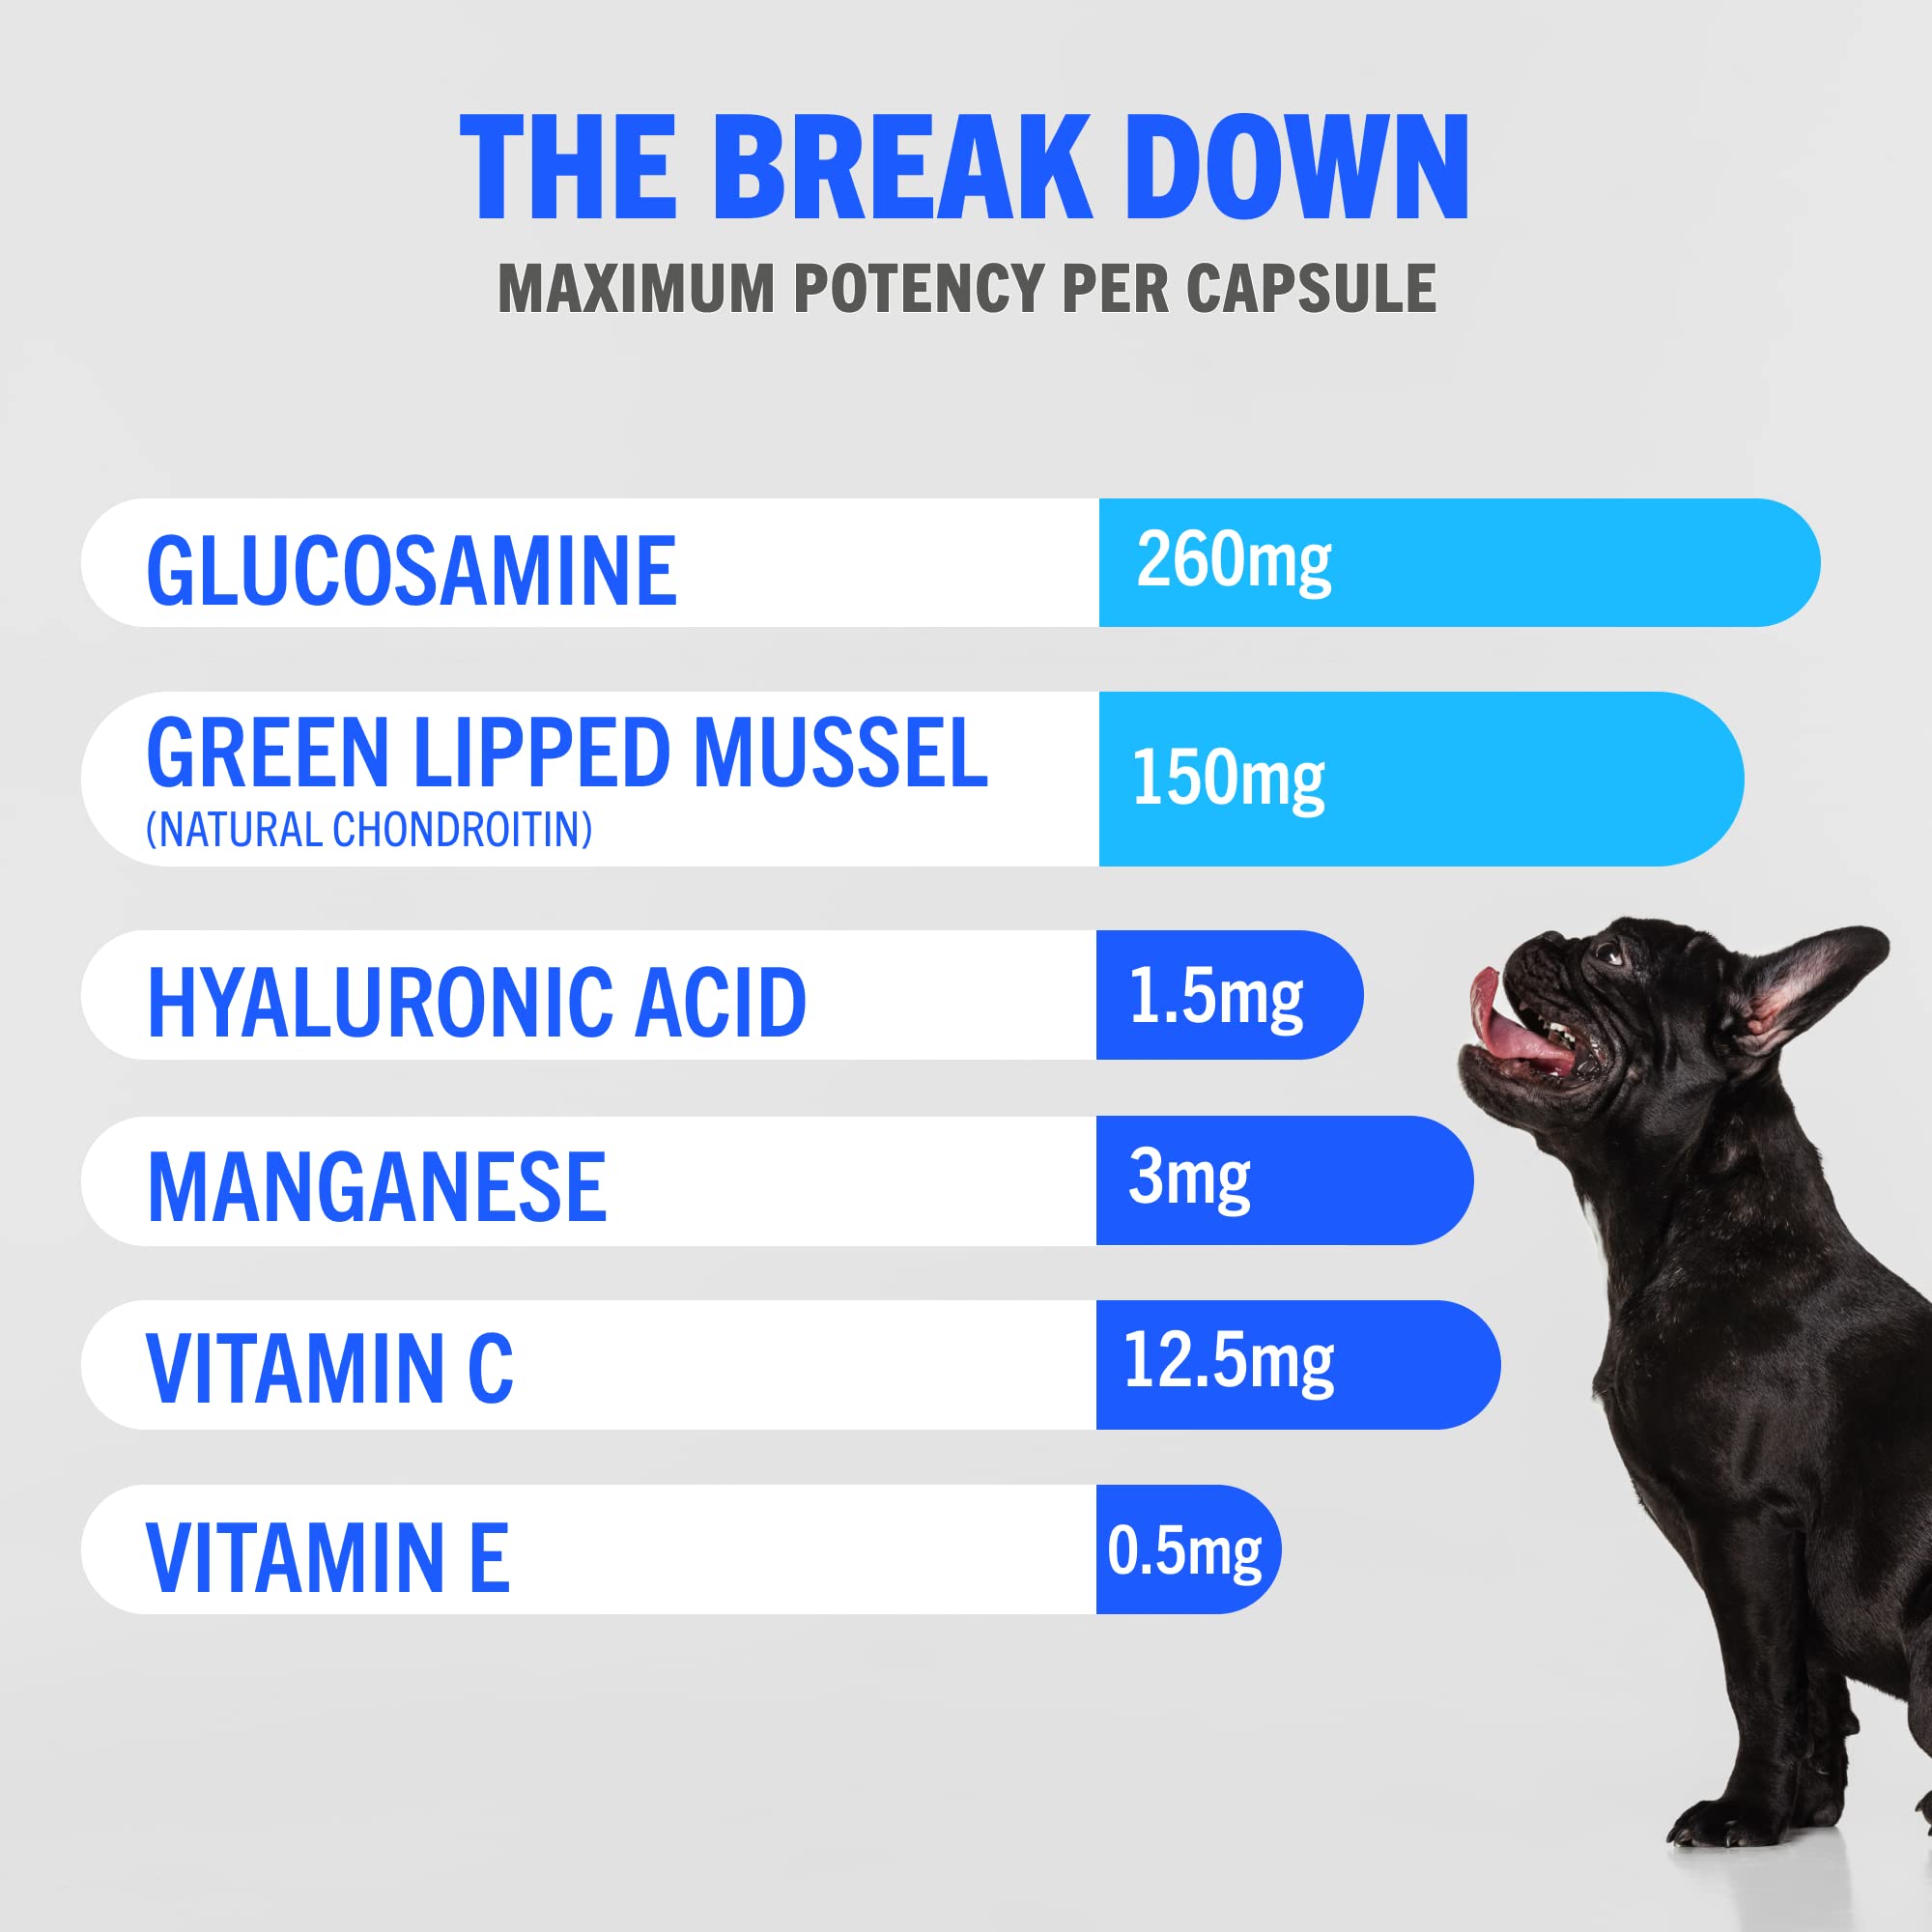 THE BREAK DOWN
MAXIMUM POTENCY PER CAPSULE
GLUCOSAMINE 260mg
GREEN LIPPED MUSSEL 150mg
(NATURAL CHONDROITIN)
HYALURONIC ACID 1.5mg
MANGANESE 3mg
VITAMIN C 12.5mg
VITAMIN E 0.5mg